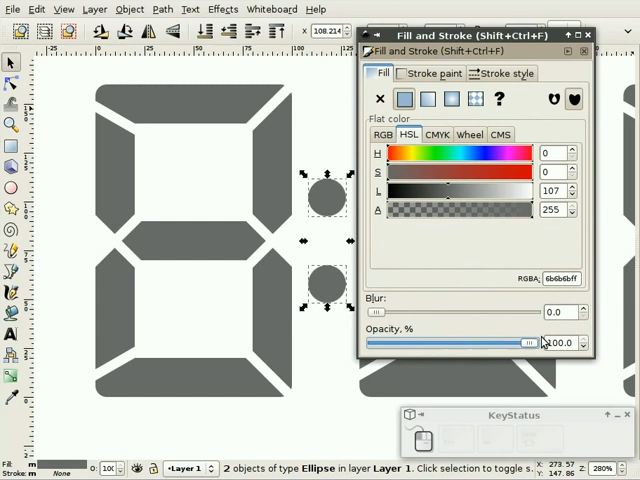 File Edit View Layer Object Path Text Effects Whiteboard Help
X 108.214
Fill and Stroke (Shift+Ctrl+F)
Fill and Stroke (Shift+Ctrl+F)
Fill Stroke paint Stroke style
?
Flat color
RGB HSL CMYK Wheel CMS
H 0
S 0
L 107
A 255
RGBA: 6b6b6bff
Blur:
0.0
Opacity, %
100.0
KeyStatus
Fill:
Stroke: None
O: 100
•Layer 1
2 objects of type Ellipse in layer Layer 1. Click selection to toggle s.
X: 273.57
Y: 147.86
Z: 280%